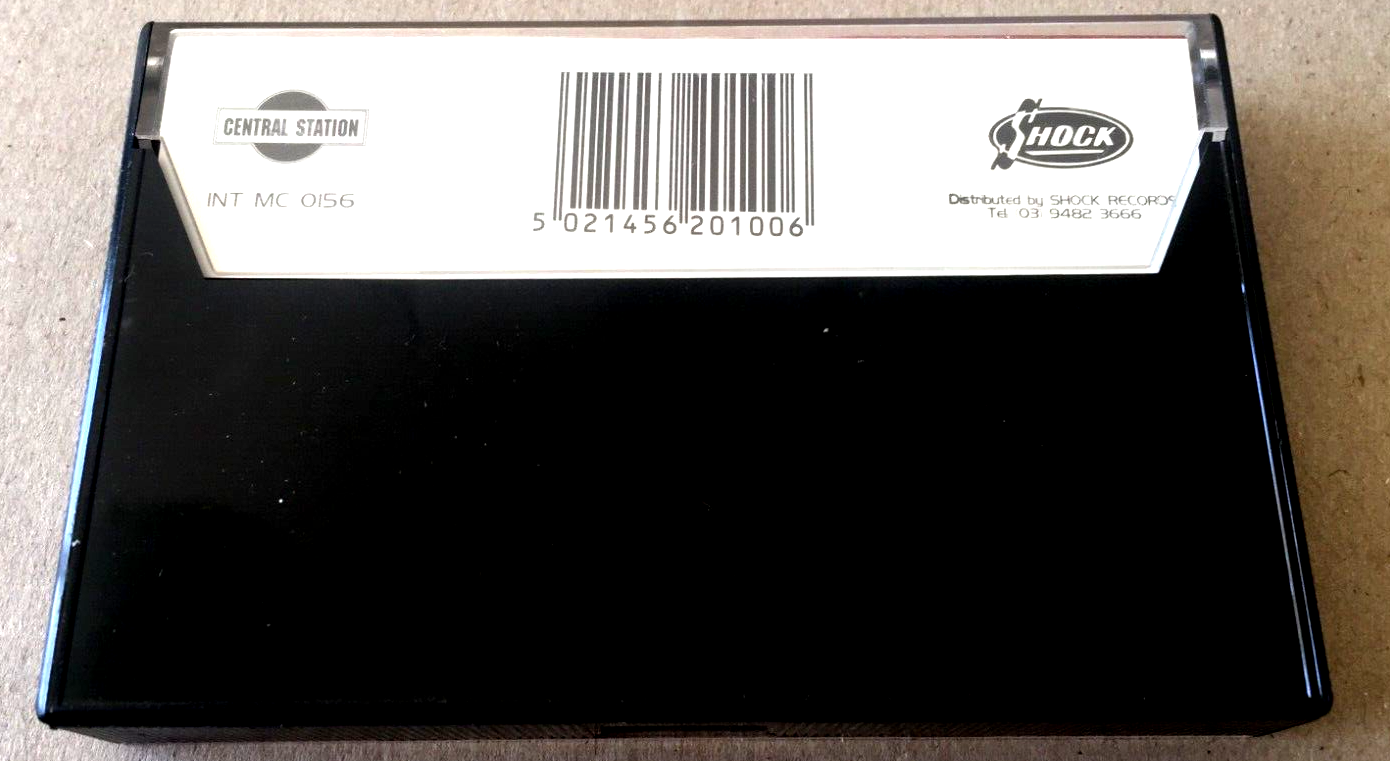 CENTRAL STATION
INT MC 0156
5 021456 201006
SHOCK
Distributed by SHOCK RECORDS
Tel. 03 9482 3666